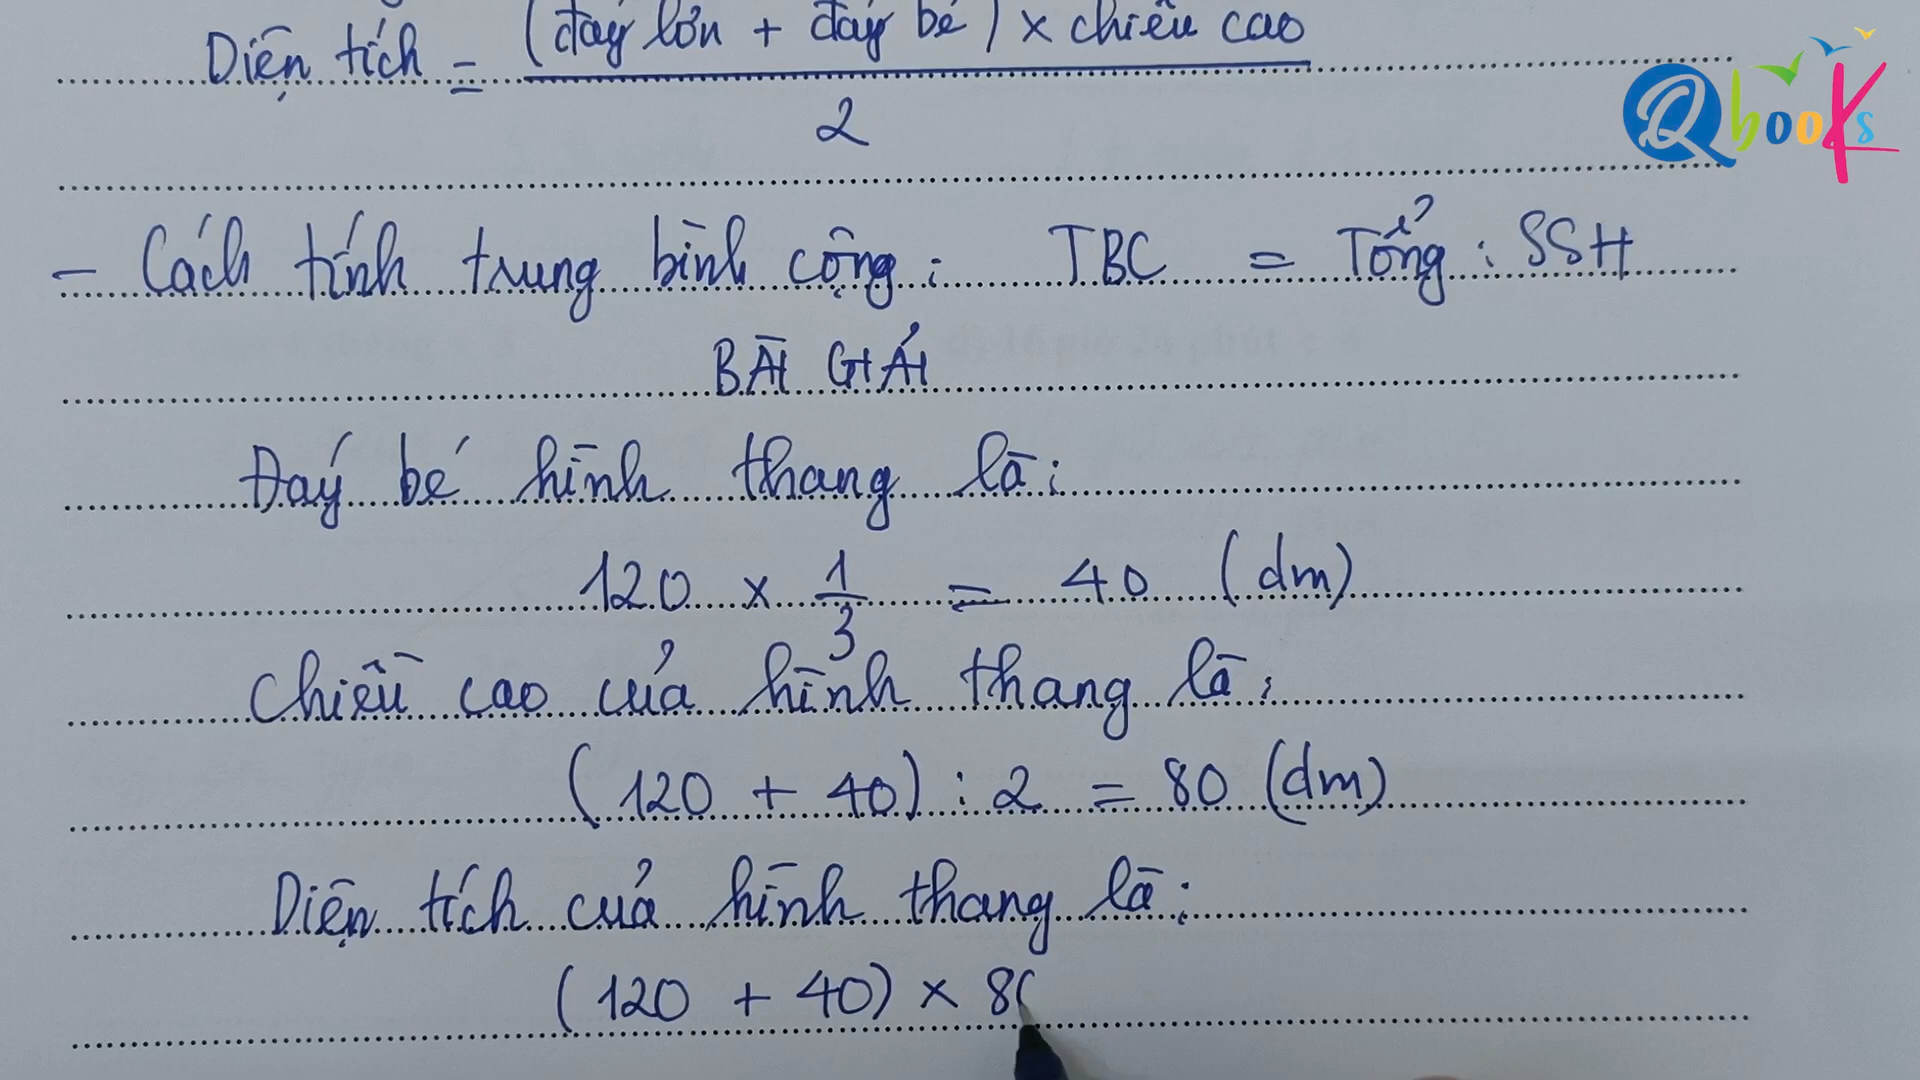 Diện tích = (đáy lớn + đáy bé) x chiều cao
2
Qbooks
- Cách tính trung bình cộng: TBC = Tổng : SSH
BÀI GIẢI
Đáy bé hình thang là:
120 x 1/3 = 40 (dm)
Chiều cao của hình thang là:
(120 + 40) : 2 = 80 (dm)
Diện tích của hình thang là:
(120 + 40) x 80